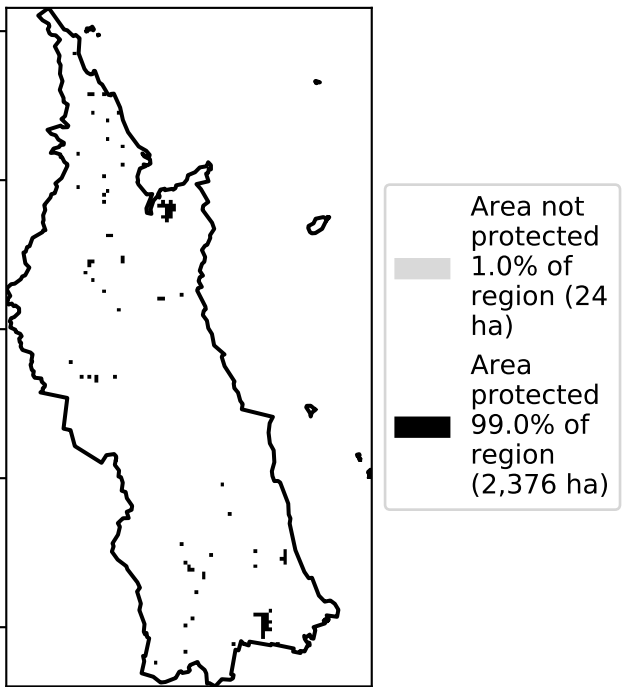 Area not
protected
1.0% of
region (24
ha)
Area
protected
99.0% of
region
(2,376 ha)